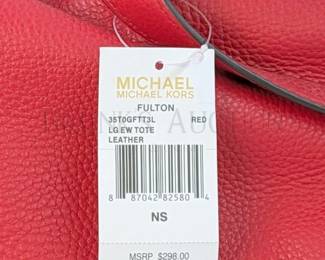 MICHAEL
MICHAEL KORS
FULTON
35T0GFTT3L RED
LG EW TOTE
LEATHER
8 87042 82580 4
NS
MSRP $298.00